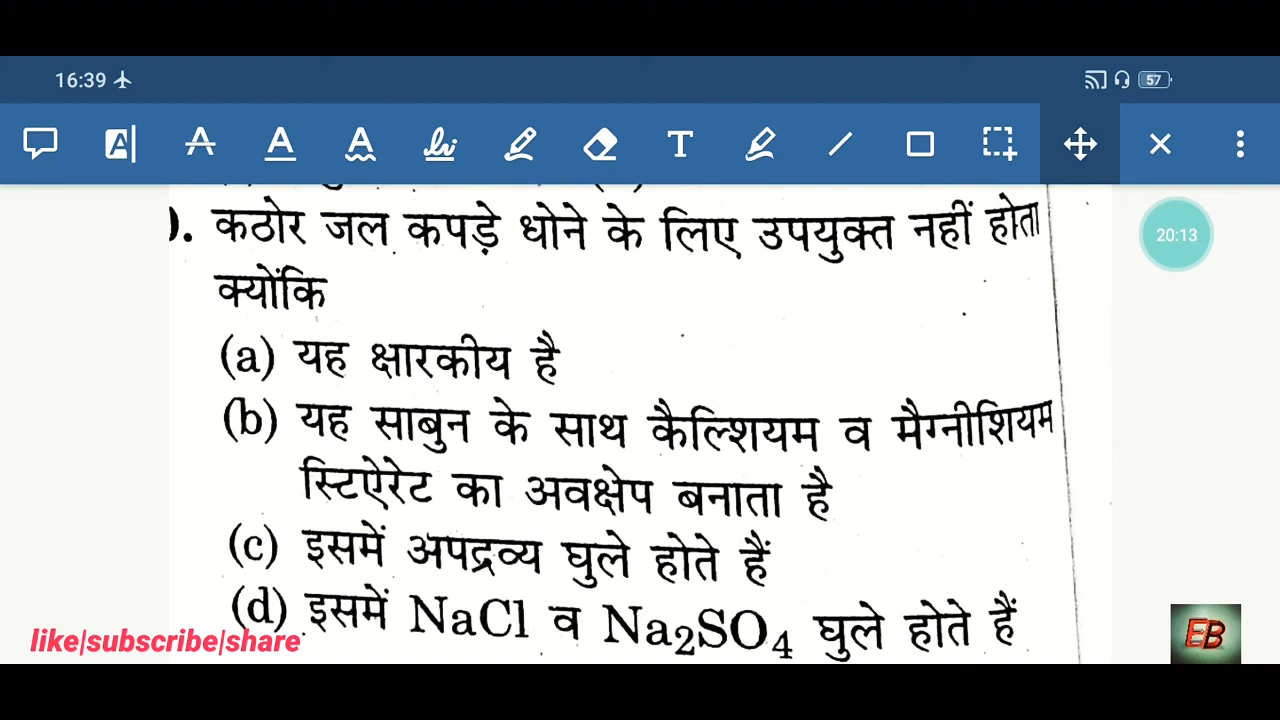 16:39
57
20:13
). कठोर जल कपड़े धोने के लिए उपयुक्त नहीं होता
क्योंकि
(a) यह क्षारकीय है
(b) यह साबुन के साथ कैल्शियम व मैग्नीशियम
स्टिऐरेट का अवक्षेप बनाता है
(c) इसमें अपद्रव्य घुले होते हैं
(d) इसमें NaCl व Na₂SO₄ घुले होते हैं
like|subscribe|share
EB